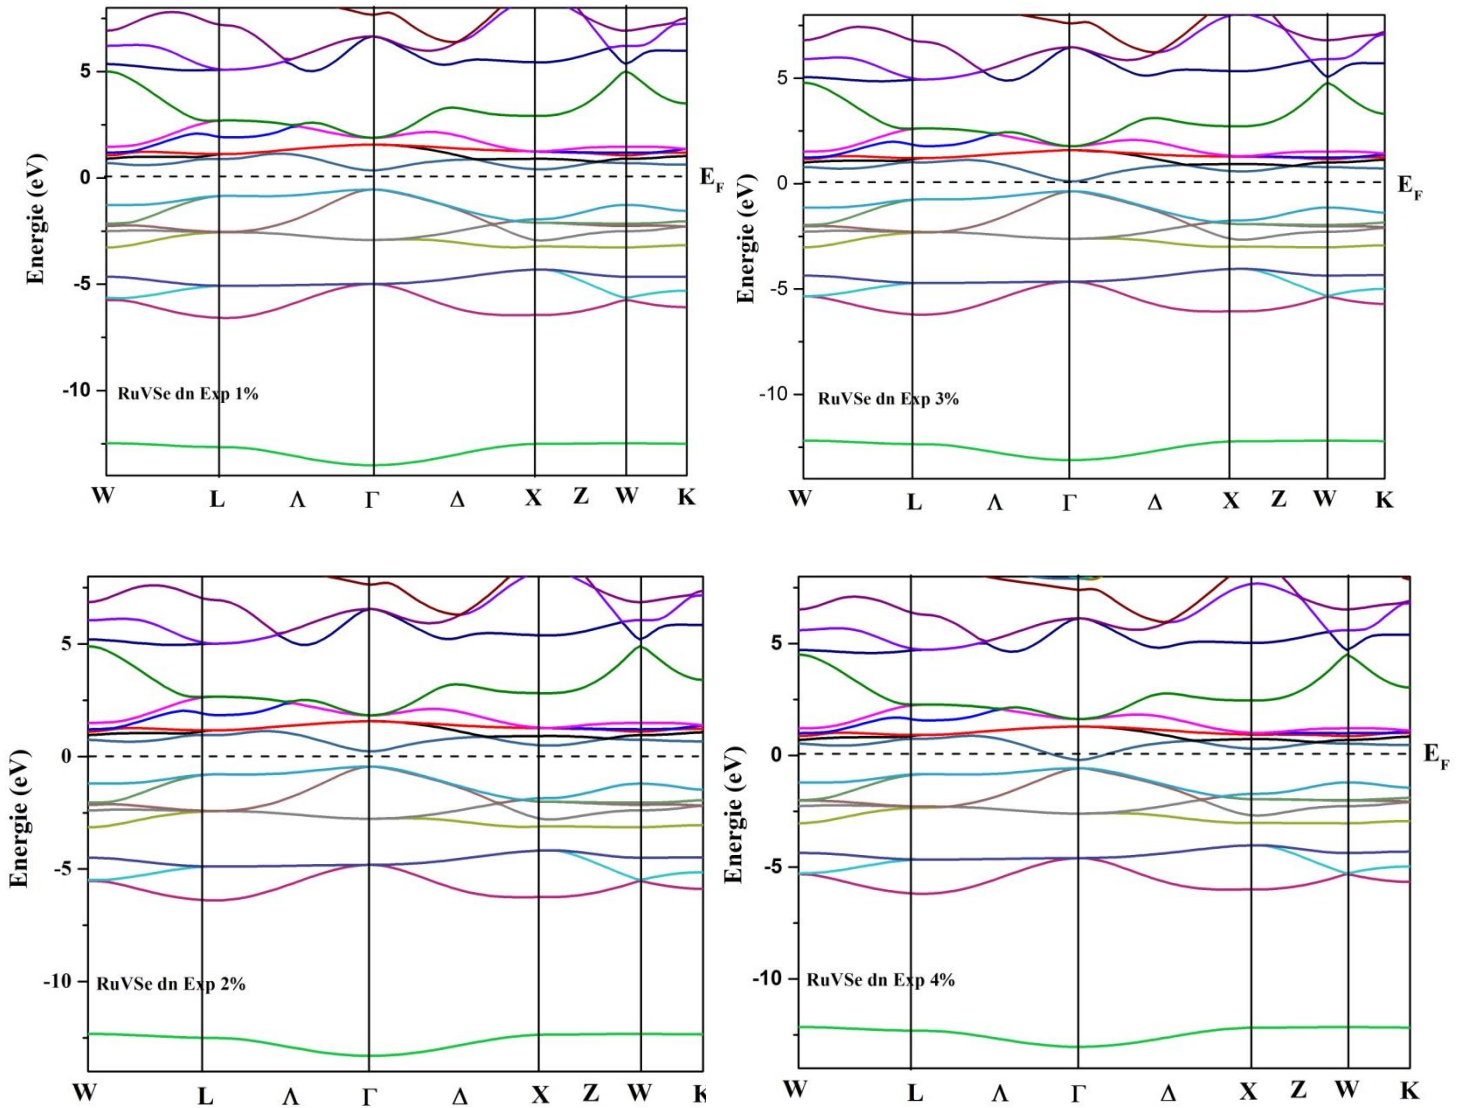 Energie (eV)
5
0
-5
-10
E_F
RuVSe dn Exp 1%
W L Λ Γ Δ X Z W K
Energie (eV)
5
0
-5
-10
E_F
RuVSe dn Exp 3%
W L Λ Γ Δ X Z W K
Energie (eV)
5
0
-5
-10
RuVSe dn Exp 2%
W L Λ Γ Δ X Z W K
Energie (eV)
5
0
-5
-10
E_F
RuVSe dn Exp 4%
W L Λ Γ Δ X Z W K